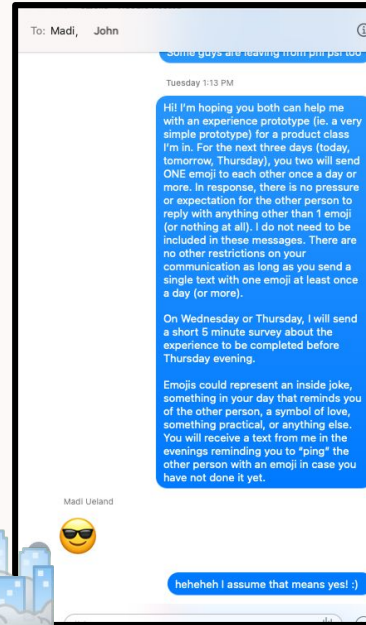 To: Madi, John
Some guys are leaving from phi psi too
Tuesday 1:13 PM
Hi! I'm hoping you both can help me
with an experience prototype (ie. a very
simple prototype) for a product class
I'm in. For the next three days (today,
tomorrow, Thursday), you two will send
ONE emoji to each other once a day or
more. In response, there is no pressure
or expectation for the other person to
reply with anything other than 1 emoji
(or nothing at all). I do not need to be
included in these messages. There are
no other restrictions on your
communication as long as you send a
single text with one emoji at least once
a day (or more).
On Wednesday or Thursday, I will send
a short 5 minute survey about the
experience to be completed before
Thursday evening.
Emojis could represent an inside joke,
something in your day that reminds you
of the other person, a symbol of love,
something practical, or anything else.
You will receive a text from me in the
evenings reminding you to "ping" the
other person with an emoji in case you
have not done it yet.
Madi Ueland
heheheh I assume that means yes! :)